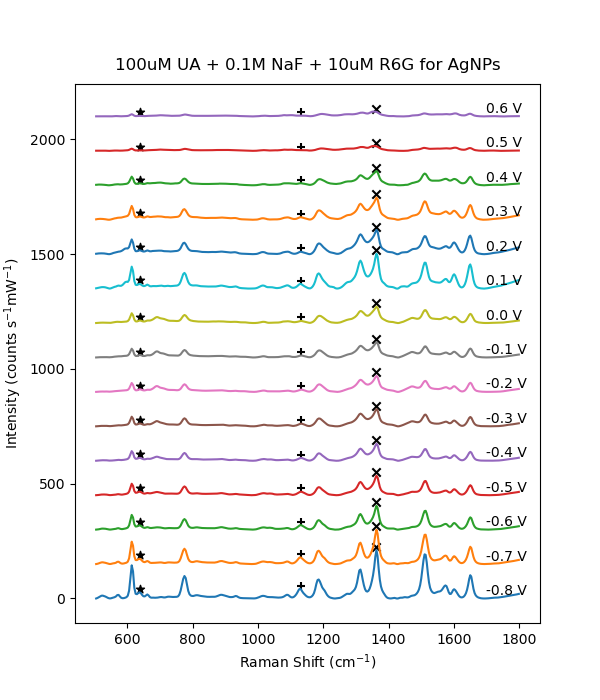 100uM UA + 0.1M NaF + 10uM R6G for AgNPs
0.6 V
2000
0.5 V
0.4 V
0.3 V
0.2 V
1500
0.1 V
0.0 V
-0.1 V
1000
-0.2 V
-0.3 V
-0.4 V
500
-0.5 V
-0.6 V
-0.7 V
-0.8 V
0
600 800 1000 1200 1400 1600 1800
Raman Shift (cm⁻¹)
Intensity (counts s⁻¹mW⁻¹)